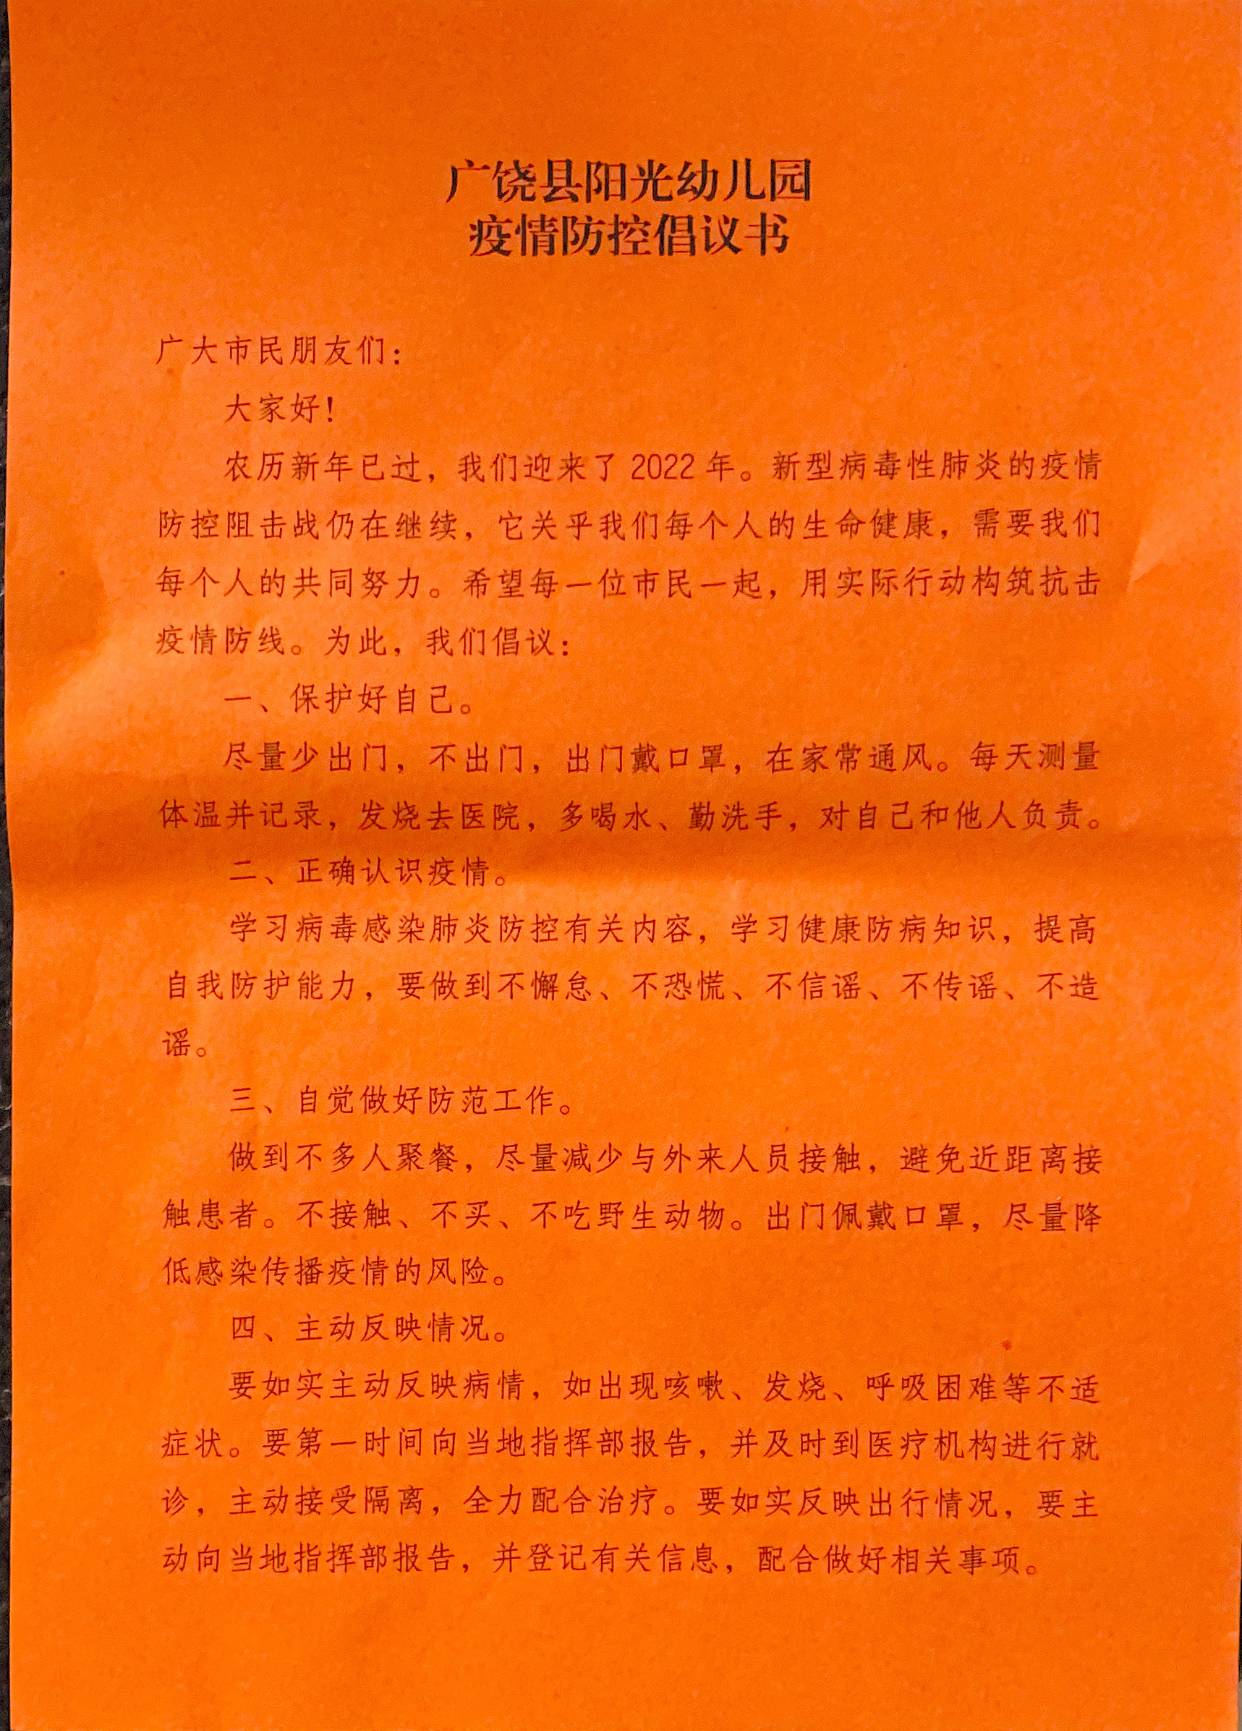 广饶县阳光幼儿园
疫情防控倡议书
广大市民朋友们：
大家好！
农历新年已过，我们迎来了 2022 年。新型病毒性肺炎的疫情
防控阻击战仍在继续，它关乎我们每个人的生命健康，需要我们
每个人的共同努力。希望每一位市民一起，用实际行动构筑抗击
疫情防线。为此，我们倡议：
一、保护好自己。
尽量少出门，不出门，出门戴口罩，在家常通风。每天测量
体温并记录，发烧去医院，多喝水、勤洗手，对自己和他人负责。
二、正确认识疫情。
学习病毒感染肺炎防控有关内容，学习健康防病知识，提高
自我防护能力，要做到不懈怠、不恐慌、不信谣、不传谣、不造
谣。
三、自觉做好防范工作。
做到不多人聚餐，尽量减少与外来人员接触，避免近距离接
触患者。不接触、不买、不吃野生动物。出门佩戴口罩，尽量降
低感染传播疫情的风险。
四、主动反映情况。
要如实主动反映病情，如出现咳嗽、发烧、呼吸困难等不适
症状。要第一时间向当地指挥部报告，并及时到医疗机构进行就
诊，主动接受隔离，全力配合治疗。要如实反映出行情况，要主
动向当地指挥部报告，并登记有关信息，配合做好相关事项。